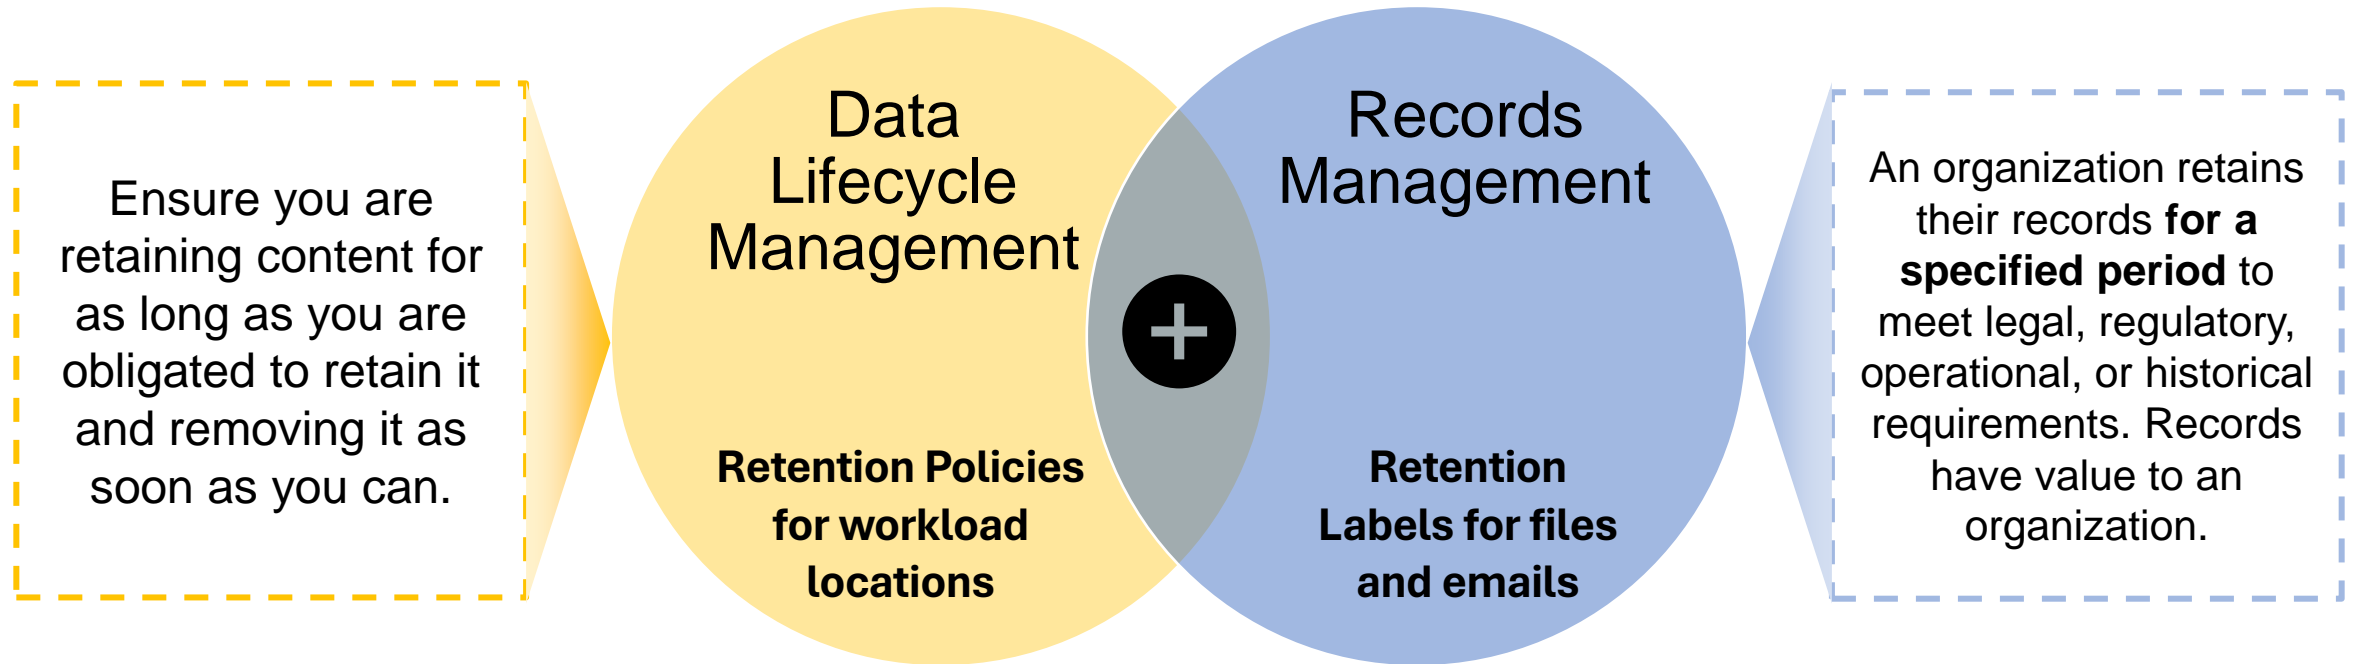 Ensure you are
retaining content for
as long as you are
obligated to retain it
and removing it as
soon as you can.
Data
Lifecycle
Management
Retention Policies
for workload
locations
+
Records
Management
Retention
Labels for files
and emails
An organization retains
their records for a
specified period to
meet legal, regulatory,
operational, or historical
requirements. Records
have value to an
organization.